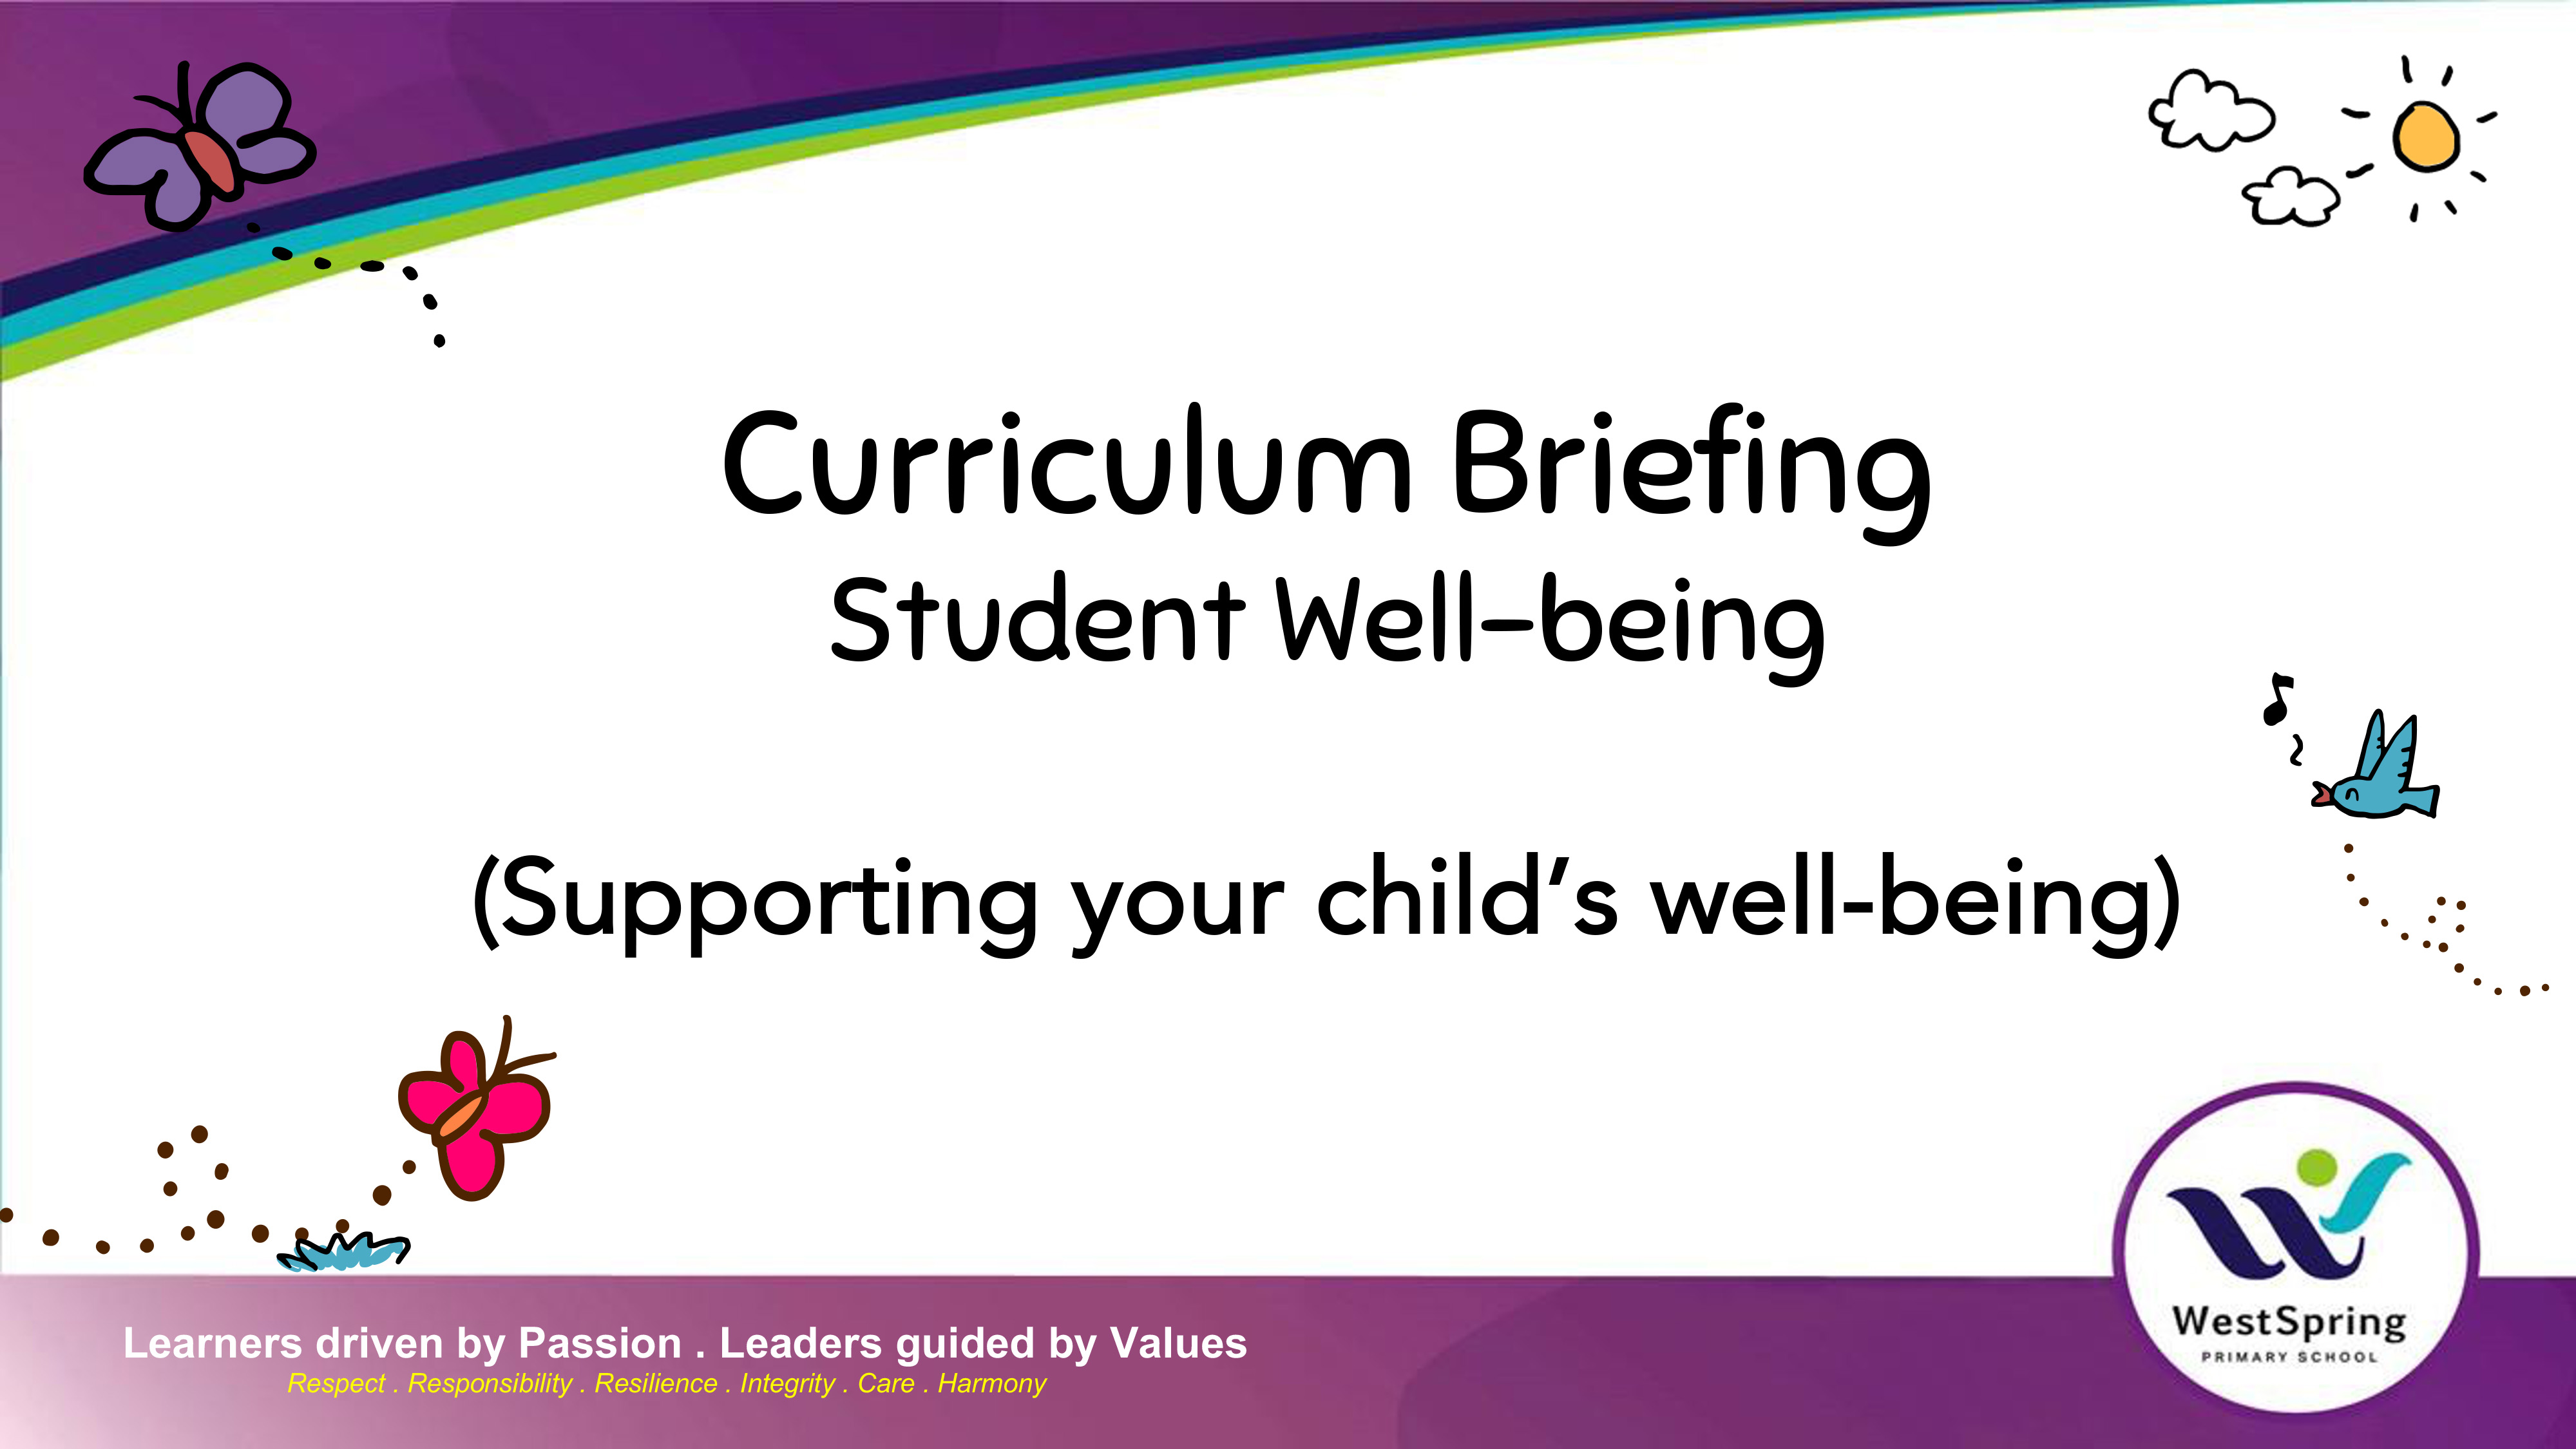 Curriculum Briefing
Student Well-being
(Supporting your child’s well-being)
Learners driven by Passion . Leaders guided by Values
Respect . Responsibility . Resilience . Integrity . Care . Harmony
WestSpring
PRIMARY SCHOOL